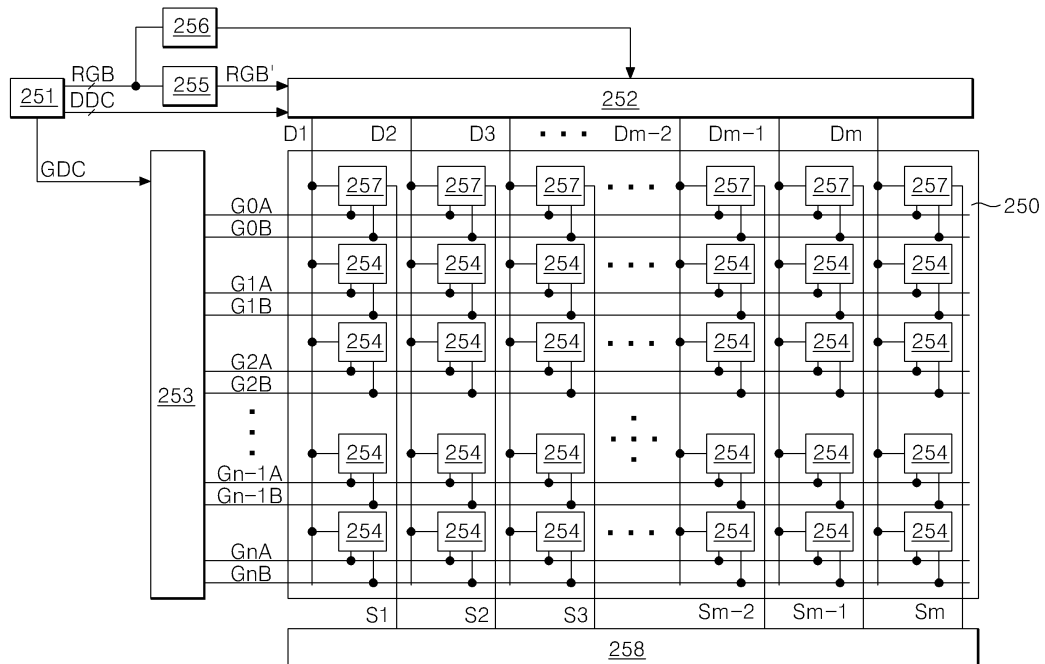 256
RGB
255
RGB'
251
DDC
252
D1 D2 D3 ▪ ▪ ▪ Dm-2 Dm-1 Dm
GDC
257 257 257 ▪ ▪ ▪ 257 257 257
250
G0A
G0B
254 254 254 ▪ ▪ ▪ 254 254 254
G1A
G1B
254 254 254 ▪ ▪ ▪ 254 254 254
G2A
G2B
253
254 254 254 254 254 254
Gn-1A
Gn-1B
254 254 254 ▪ ▪ ▪ 254 254 254
GnA
GnB
S1 S2 S3 Sm-2 Sm-1 Sm
258